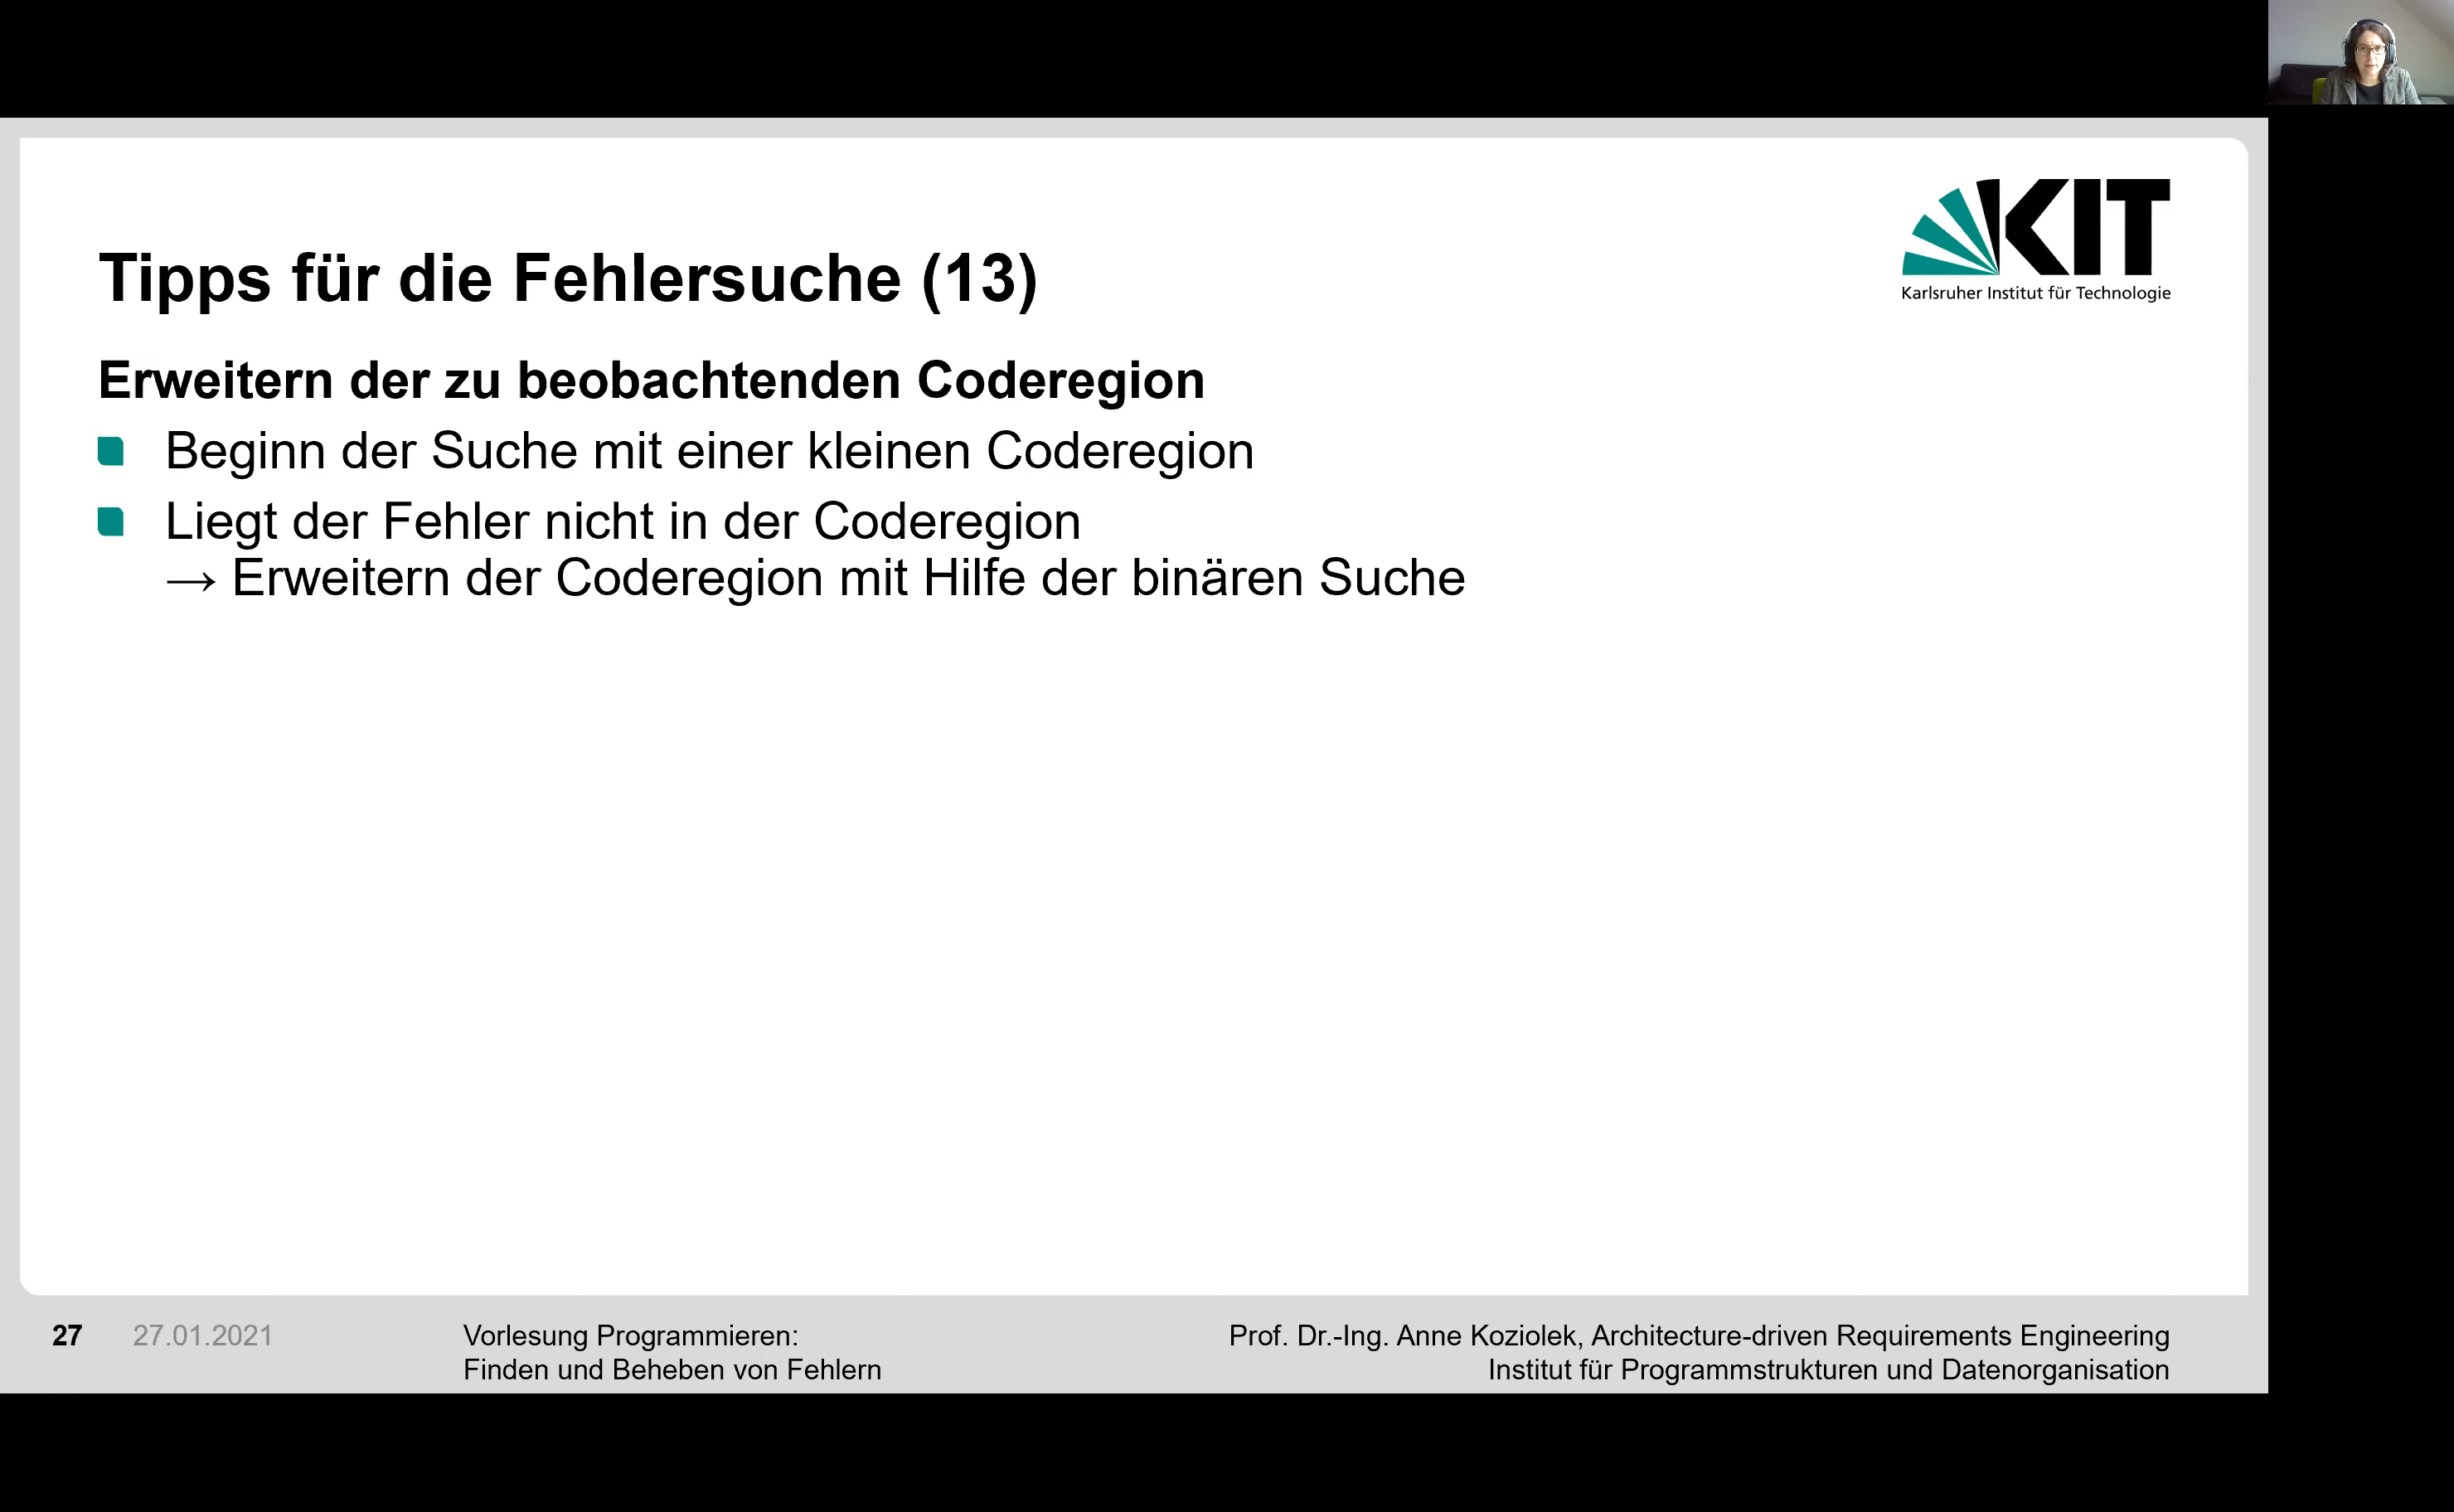 KIT
Karlsruher Institut für Technologie
Tipps für die Fehlersuche (13)
Erweitern der zu beobachtenden Coderegion
Beginn der Suche mit einer kleinen Coderegion
Liegt der Fehler nicht in der Coderegion
→ Erweitern der Coderegion mit Hilfe der binären Suche
27 27.01.2021
Vorlesung Programmieren:
Finden und Beheben von Fehlern
Prof. Dr.-Ing. Anne Koziolek, Architecture-driven Requirements Engineering
Institut für Programmstrukturen und Datenorganisation